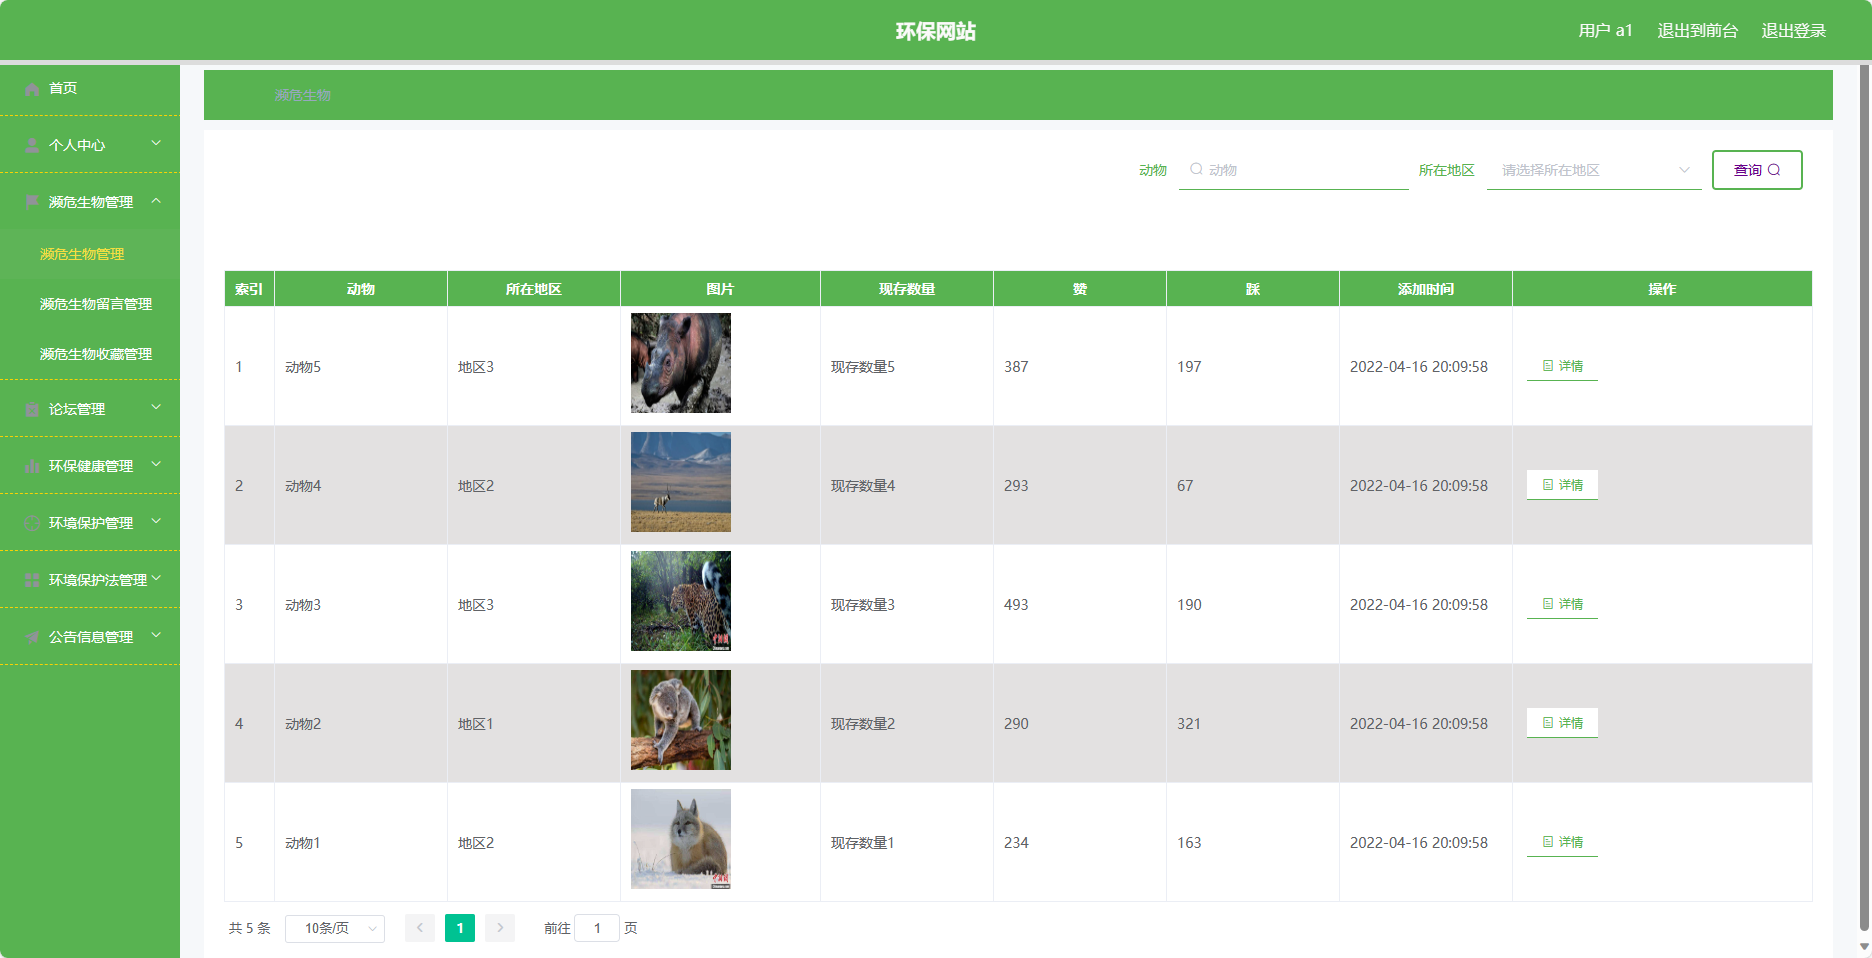 环保网站
用户 a1 退出到前台 退出登录
首页
个人中心
濒危生物管理
濒危生物管理
濒危生物留言管理
濒危生物收藏管理
论坛管理
环保健康管理
环境保护管理
环境保护法管理
公告信息管理
濒危生物
动物 动物 所在地区 请选择所在地区 查询
索引 动物 所在地区 图片 现存数量 赞 踩 添加时间 操作
1 动物5 地区3 现存数量5 387 197 2022-04-16 20:09:58 详情
2 动物4 地区2 现存数量4 293 67 2022-04-16 20:09:58 详情
3 动物3 地区3 现存数量3 493 190 2022-04-16 20:09:58 详情
4 动物2 地区1 现存数量2 290 321 2022-04-16 20:09:58 详情
5 动物1 地区2 现存数量1 234 163 2022-04-16 20:09:58 详情
共 5 条 10条/页 1 前往 1 页